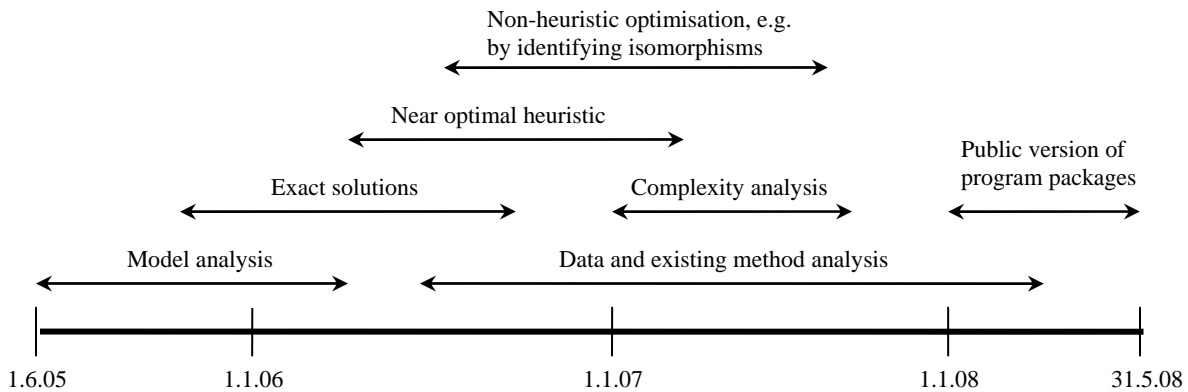 Non-heuristic optimisation, e.g.
by identifying isomorphisms
Near optimal heuristic
Public version of
program packages
Exact solutions
Complexity analysis
Model analysis
Data and existing method analysis
1.6.05
1.1.06
1.1.07
1.1.08
31.5.08